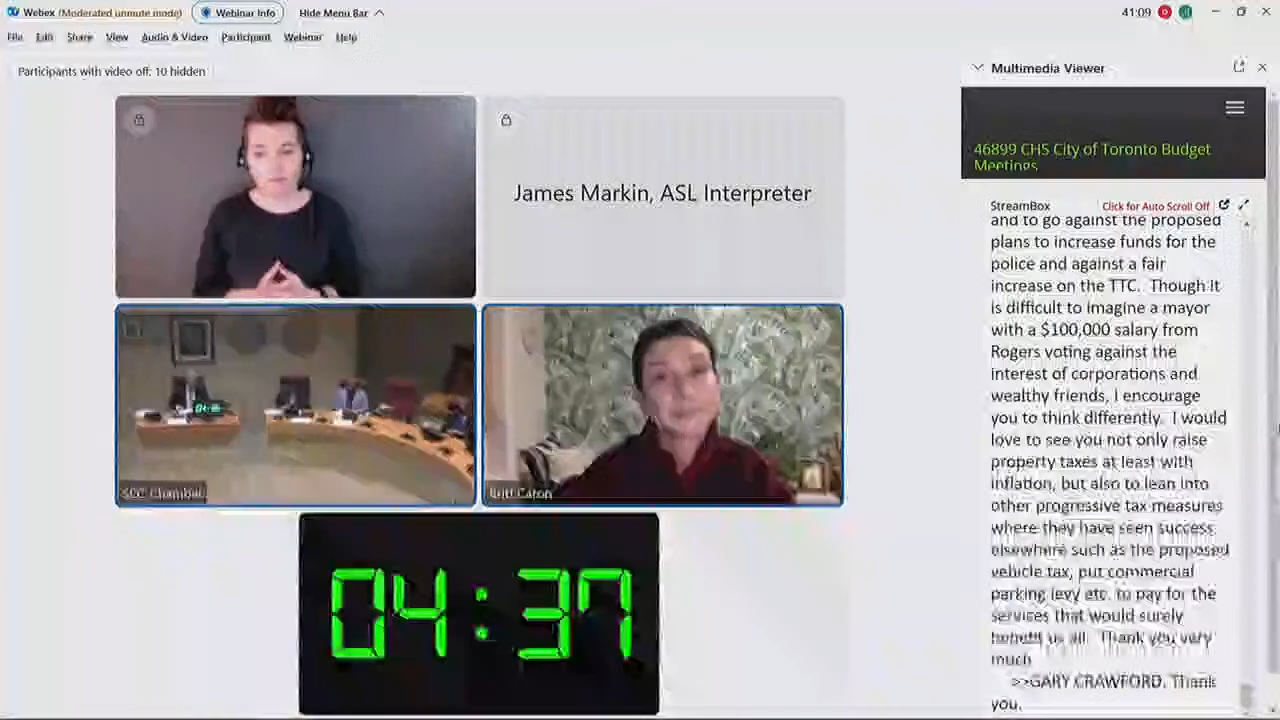 Webex (Moderated unmute mode) Webinar Info Hide Menu Bar 41:09
File Edit Share View Audio & Video Participant Webinar Help
Participants with video off: 10 hidden
Multimedia Viewer
46899 CHS City of Toronto Budget
Meetings
James Markin, ASL Interpreter
StreamBox Click for Auto Scroll Off
and to go against the proposed
plans to increase funds for the
police and against a fair
increase on the TTC. Though it
is difficult to imagine a mayor
with a $100,000 salary from
Rogers voting against the
interest of corporations and
wealthy friends, I encourage
you to think differently. I would
love to see you not only raise
property taxes at least with
inflation, but also to lean into
other progressive tax measures
where they have seen success
elsewhere such as the proposed
vehicle tax, put commercial
parking levy etc. to pay for the
services that would surely
benefit us all. Thank you very
much
>>GARY CRAWFORD. Thank
you.
Britt Caron
04:37